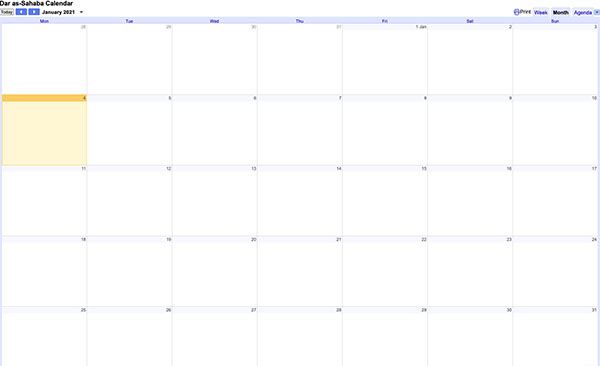 Dar as-Sahaba Calendar
Today January 2021 Print Week Month Agenda
Mon Tue Wed Thu Fri Sat Sun
28 29 30 31 1 Jan 2 3
4 5 6 7 8 9 10
11 12 13 14 15 16 17
18 19 20 21 22 23 24
25 26 27 28 29 30 31